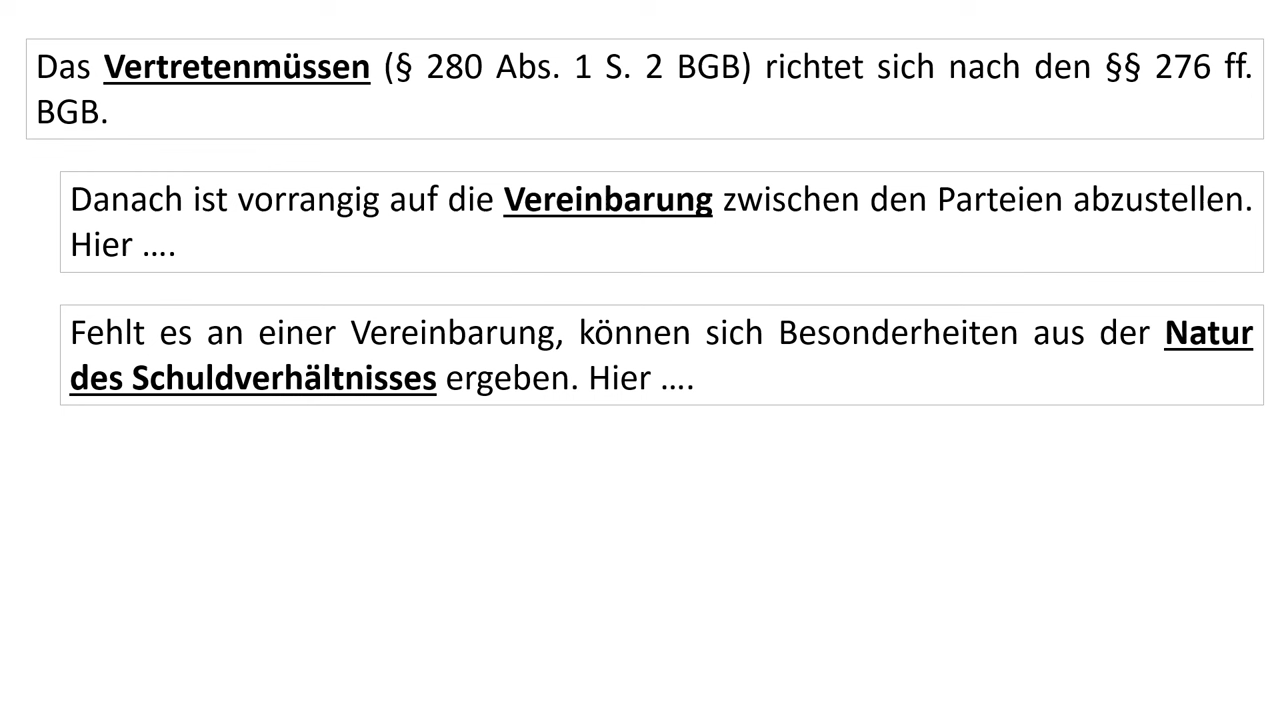 Das Vertretenmüssen (§ 280 Abs. 1 S. 2 BGB) richtet sich nach den §§ 276 ff.
BGB.
Danach ist vorrangig auf die Vereinbarung zwischen den Parteien abzustellen.
Hier ….
Fehlt es an einer Vereinbarung, können sich Besonderheiten aus der Natur
des Schuldverhältnisses ergeben. Hier ….